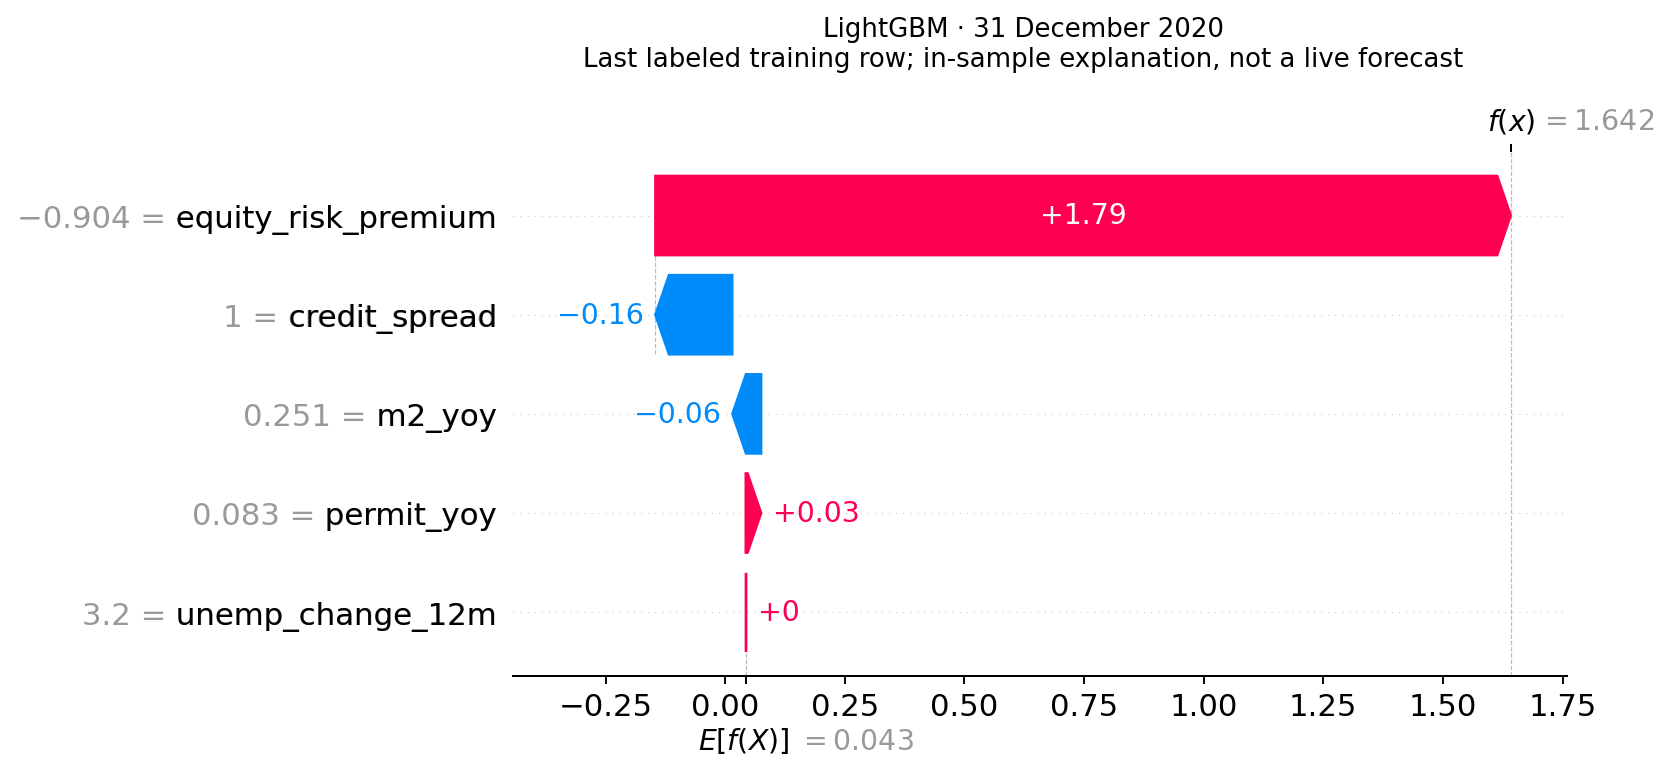 LightGBM · 31 December 2020
Last labeled training row; in-sample explanation, not a live forecast
f(x) = 1.642
−0.904 = equity_risk_premium
+1.79
1 = credit_spread
−0.16
0.251 = m2_yoy
−0.06
0.083 = permit_yoy
+0.03
3.2 = unemp_change_12m
+0
−0.25 0.00 0.25 0.50 0.75 1.00 1.25 1.50 1.75
E[f(X)] = 0.043